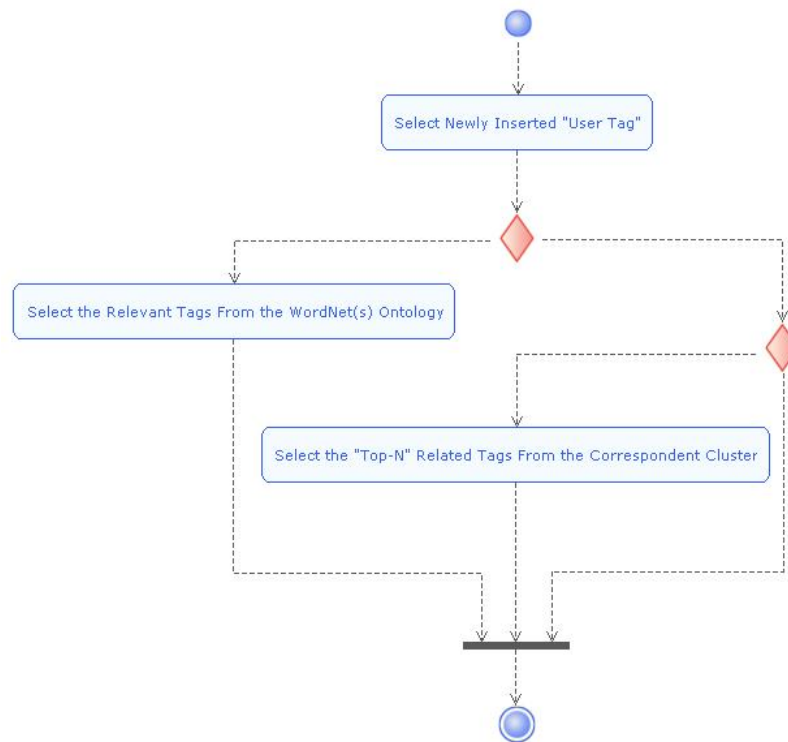 Select Newly Inserted "User Tag"
Select the Relevant Tags From the WordNet(s) Ontology
Select the "Top-N" Related Tags From the Correspondent Cluster